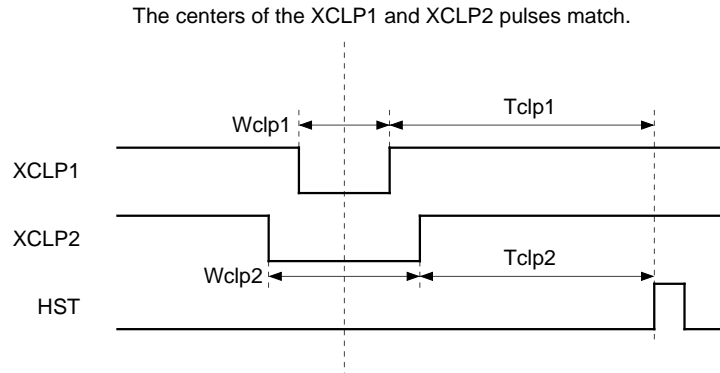 The centers of the XCLP1 and XCLP2 pulses match.
Wclp1
Tclp1
XCLP1
XCLP2
Wclp2
Tclp2
HST